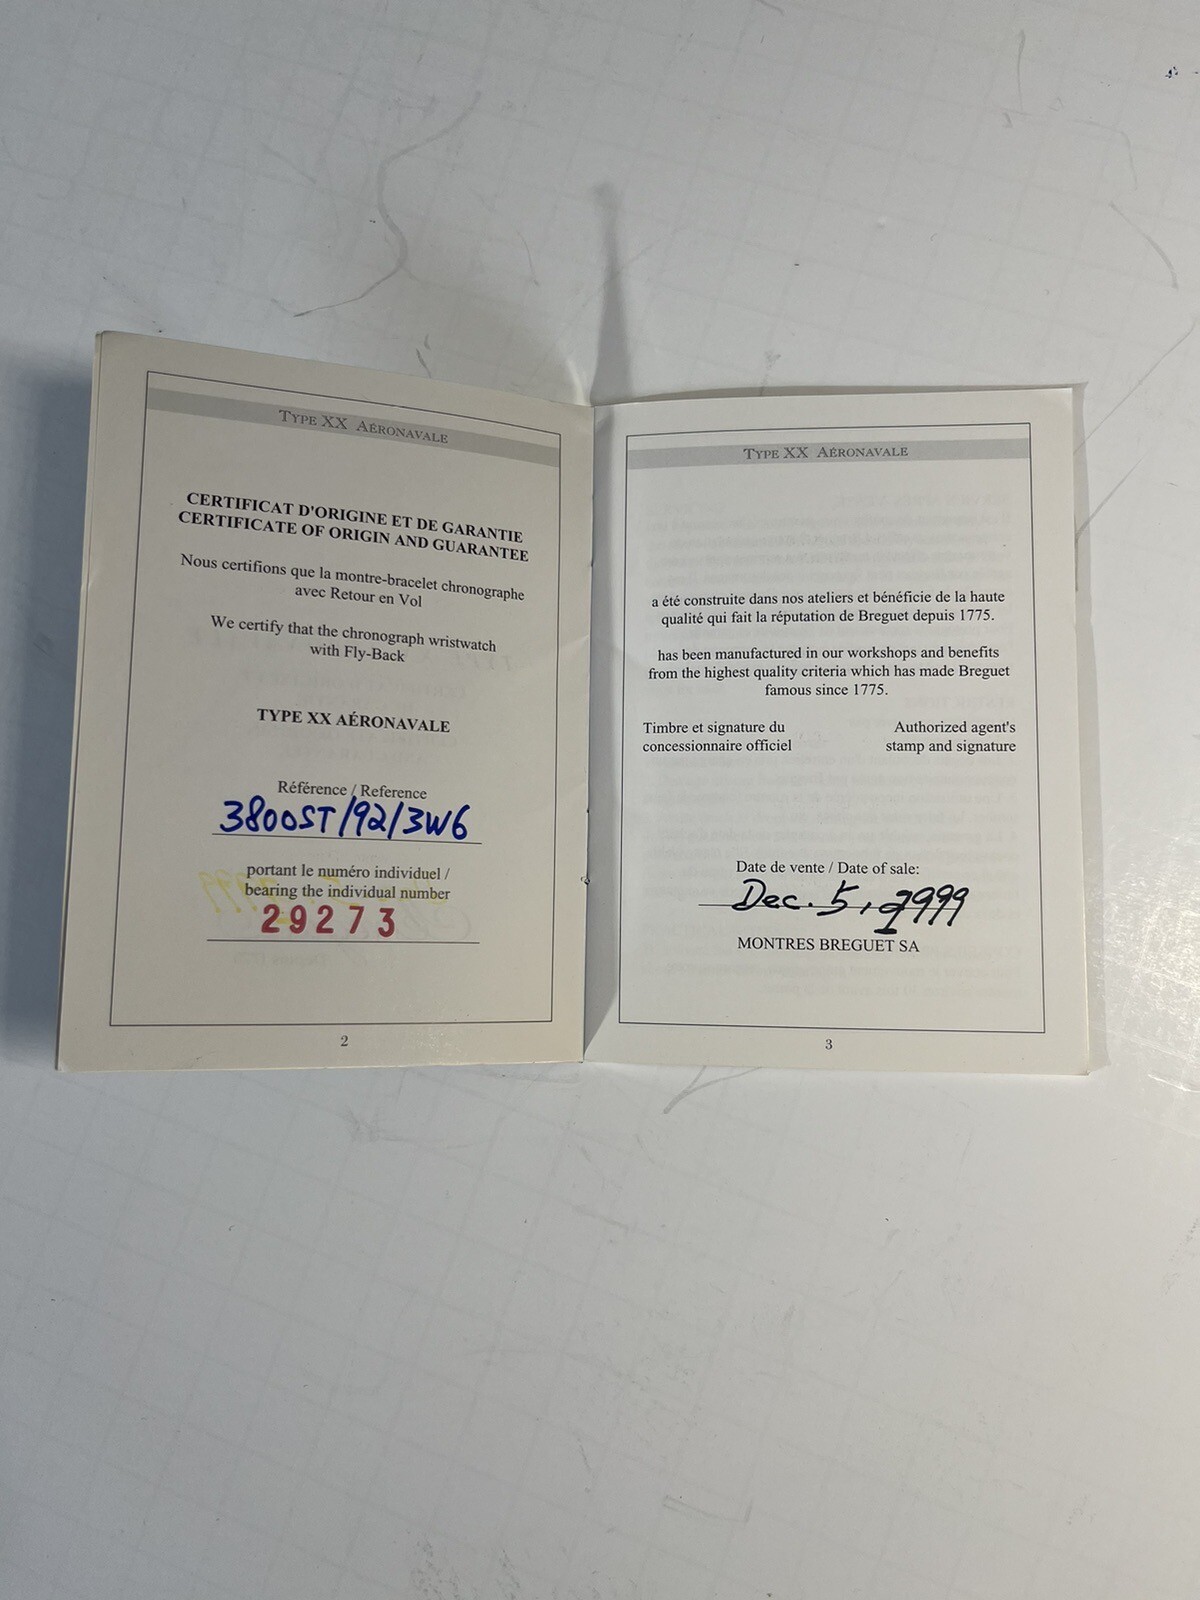 TYPE XX AÉRONAVALE
CERTIFICAT D'ORIGINE ET DE GARANTIE
CERTIFICATE OF ORIGIN AND GUARANTEE
Nous certifions que la montre-bracelet chronographe
avec Retour en Vol
We certify that the chronograph wristwatch
with Fly-Back
TYPE XX AÉRONAVALE
Référence / Reference
3800ST/92/3W6
portant le numéro individuel /
bearing the individual number
29273
2
TYPE XX AÉRONAVALE
a été construite dans nos ateliers et bénéficie de la haute
qualité qui fait la réputation de Breguet depuis 1775.
has been manufactured in our workshops and benefits
from the highest quality criteria which has made Breguet
famous since 1775.
Timbre et signature du
concessionnaire officiel
Authorized agent's
stamp and signature
Date de vente / Date of sale:
Dec. 5, 1999
MONTRES BREGUET SA
3